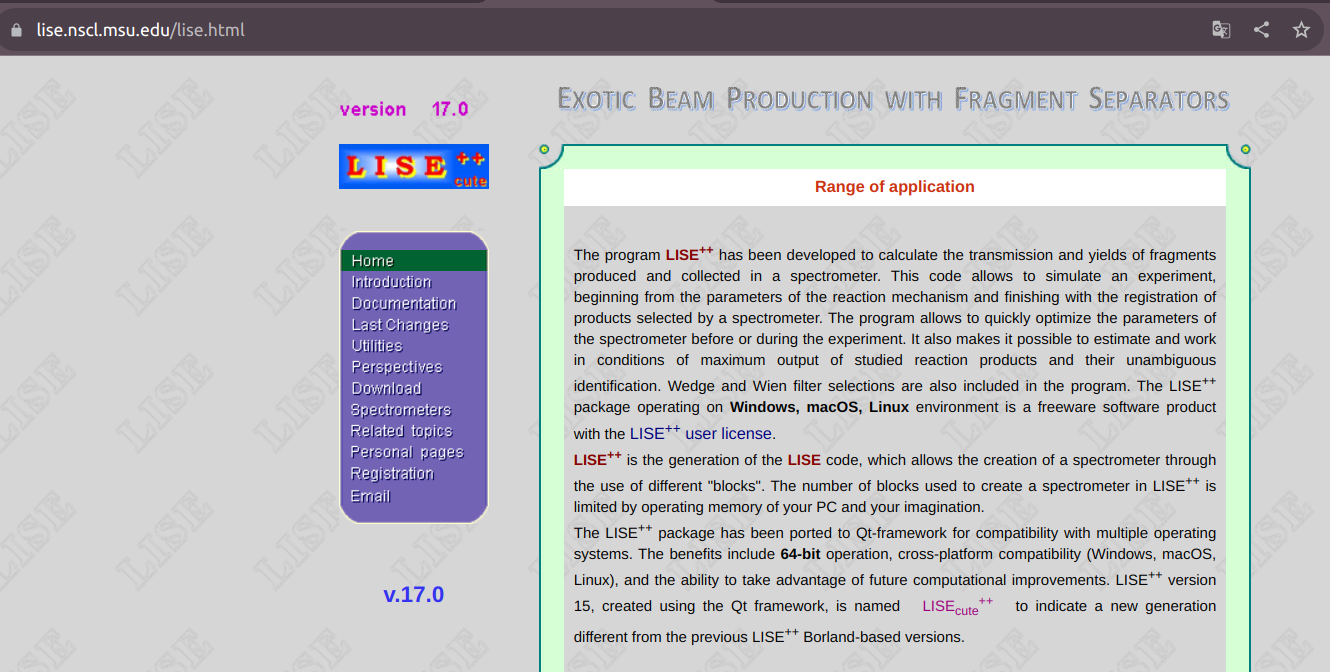 lise.nscl.msu.edu/lise.html
version 17.0
LISE++
cute
Home
Introduction
Documentation
Last Changes
Utilities
Perspectives
Download
Spectrometers
Related topics
Personal pages
Registration
Email
v.17.0
EXOTIC BEAM PRODUCTION WITH FRAGMENT SEPARATORS
Range of application
The program LISE++ has been developed to calculate the transmission and yields of fragments
produced and collected in a spectrometer. This code allows to simulate an experiment,
beginning from the parameters of the reaction mechanism and finishing with the registration of
products selected by a spectrometer. The program allows to quickly optimize the parameters of
the spectrometer before or during the experiment. It also makes it possible to estimate and work
in conditions of maximum output of studied reaction products and their unambiguous
identification. Wedge and Wien filter selections are also included in the program. The LISE++
package operating on Windows, macOS, Linux environment is a freeware software product
with the LISE++ user license.
LISE++ is the generation of the LISE code, which allows the creation of a spectrometer through
the use of different "blocks". The number of blocks used to create a spectrometer in LISE++ is
limited by operating memory of your PC and your imagination.
The LISE++ package has been ported to Qt-framework for compatibility with multiple operating
systems. The benefits include 64-bit operation, cross-platform compatibility (Windows, macOS,
Linux), and the ability to take advantage of future computational improvements. LISE++ version
15, created using the Qt framework, is named LISEcute++ to indicate a new generation
different from the previous LISE++ Borland-based versions.